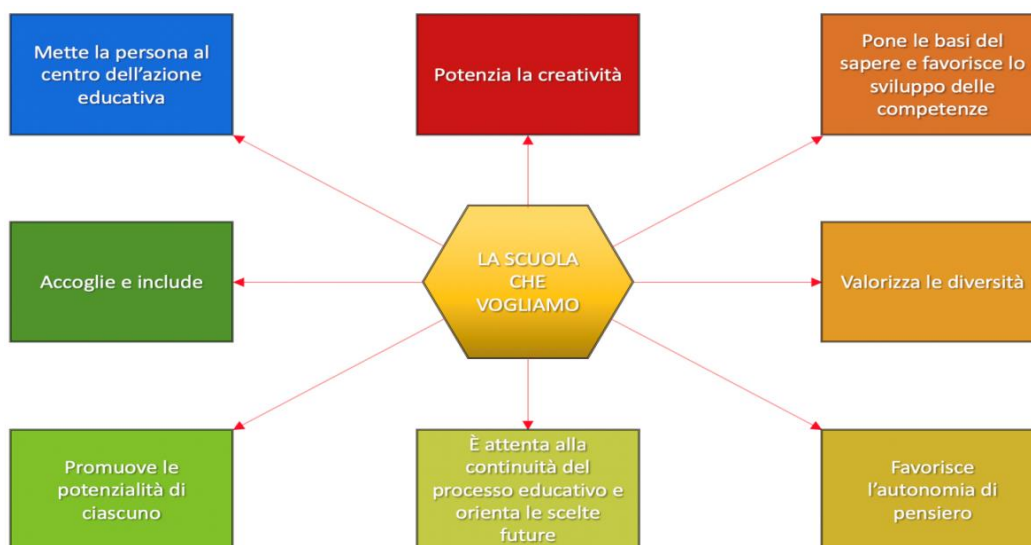 Mette la persona al
centro dell’azione
educativa
Potenzia la creatività
Pone le basi del
sapere e favorisce lo
sviluppo delle
competenze
Accoglie e include
LA SCUOLA
CHE
VOGLIAMO
Valorizza le diversità
Promuove le
potenzialità di
ciascuno
È attenta alla
continuità del
processo educativo e
orienta le scelte
future
Favorisce
l’autonomia di
pensiero